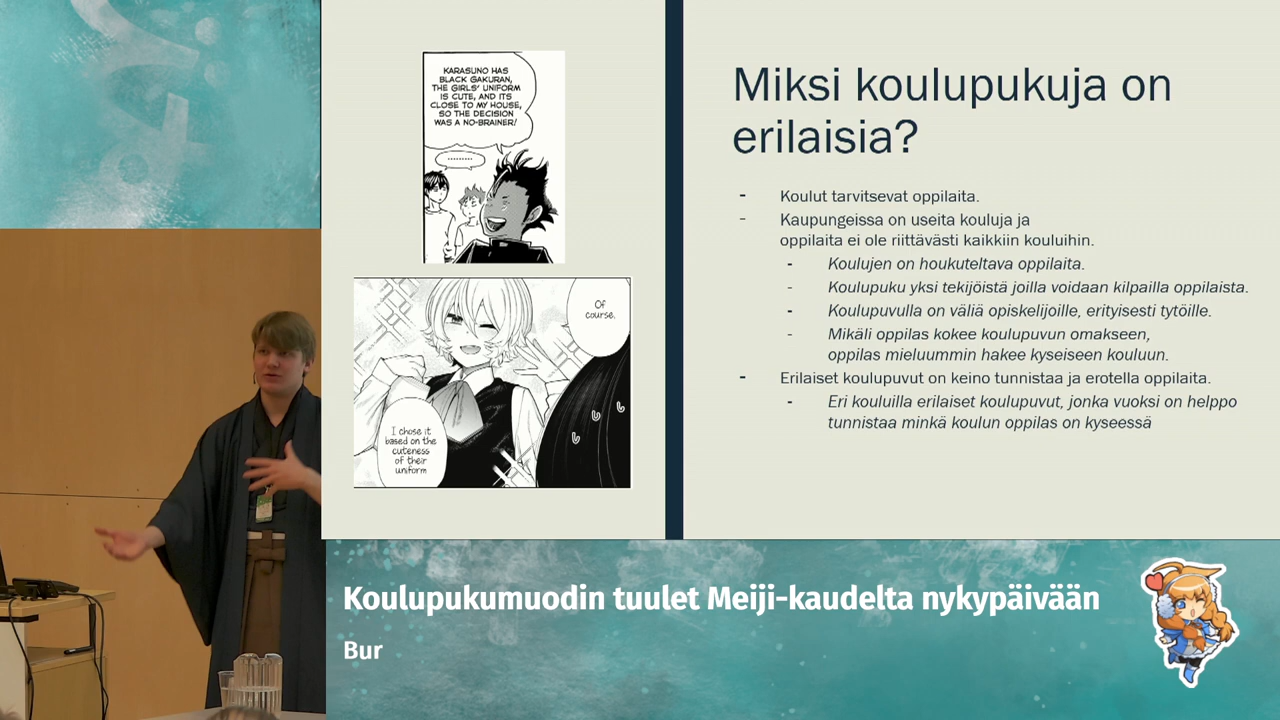 KARASUNO HAS
BLACK GAKURAN,
THE GIRLS' UNIFORM
IS CUTE, AND ITS
CLOSE TO MY HOUSE,
SO THE DECISION
WAS A NO-BRAINER!
.........
Of
course.
I chose it
based on the
cuteness
of their
uniform
Miksi koulupukuja on
erilaisia?
- Koulut tarvitsevat oppilaita.
- Kaupungeissa on useita kouluja ja
oppilaita ei ole riittävästi kaikkiin kouluihin.
- Koulujen on houkuteltava oppilaita.
- Koulupuku yksi tekijöistä joilla voidaan kilpailla oppilaista.
- Koulupuvulla on väliä opiskelijoille, erityisesti tytöille.
- Mikäli oppilas kokee koulupuvun omakseen,
oppilas mieluummin hakee kyseiseen kouluun.
- Erilaiset koulupuvut on keino tunnistaa ja erotella oppilaita.
- Eri kouluilla erilaiset koulupuvut, jonka vuoksi on helppo
tunnistaa minkä koulun oppilas on kyseessä
Koulupukumuodin tuulet Meiji-kaudelta nykypäivään
Bur